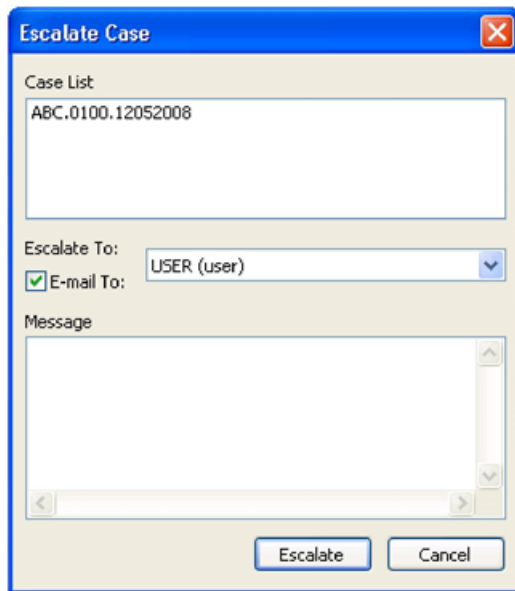 Escalate Case
Case List
ABC.0100.12052008
Escalate To:
USER (user)
E-mail To:
Message
Escalate
Cancel